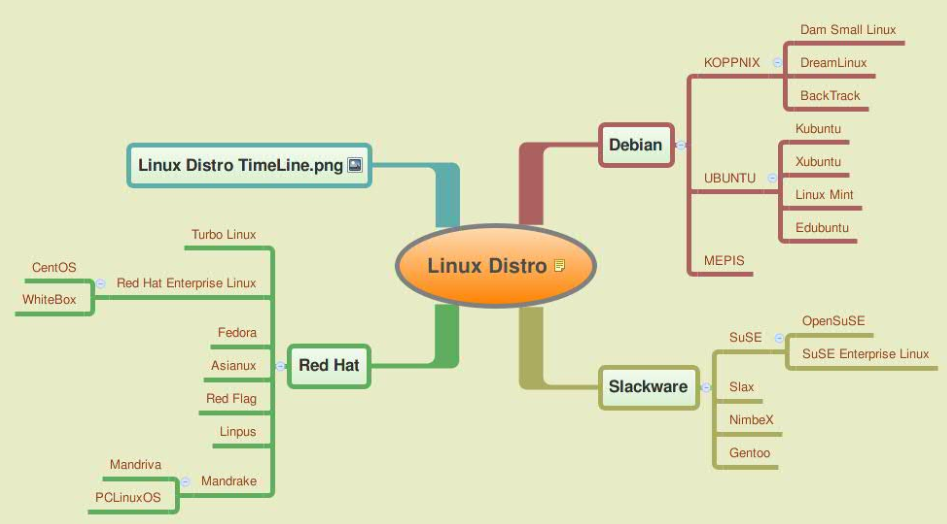 Linux Distro
Linux Distro TimeLine.png
Debian
KOPPNIX
Dam Small Linux
DreamLinux
BackTrack
UBUNTU
Kubuntu
Xubuntu
Linux Mint
Edubuntu
MEPIS
Red Hat
Turbo Linux
Red Hat Enterprise Linux
CentOS
WhiteBox
Fedora
Asianux
Red Flag
Linpus
Mandrake
Mandriva
PCLinuxOS
Slackware
SuSE
OpenSuSE
SuSE Enterprise Linux
Slax
NimbeX
Gentoo